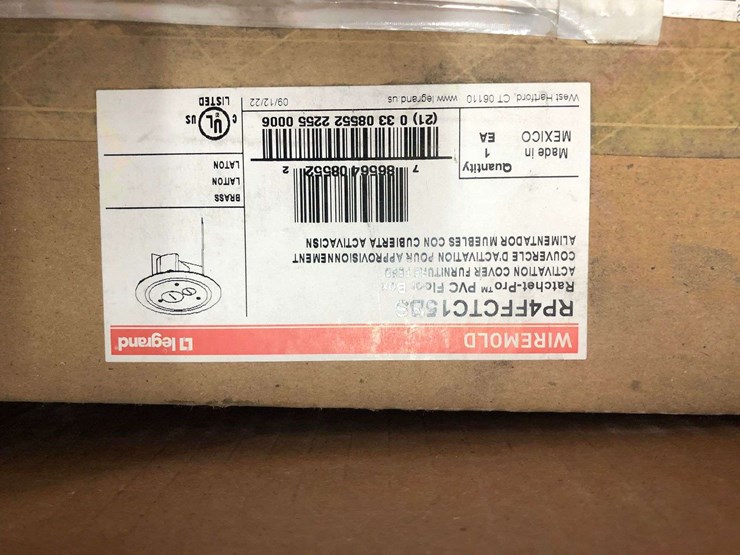 WIREMOLD
legrand
RP4FFCTC15BS
Ratchet-Pro™ PVC Floor Box
ACTIVATION COVER FURNITURE FEED
COUVERCLE D'ACTIVATION POUR APPROVISIONNEMENT
ALIMENTADOR MUEBLES CON CUBIERTA ACTIVACISN
BRASS
LAITON
LATON
7 86564 08552 2
Made in
MEXICO
Quantity
1
EA
(21) 0 33 08552 2255 0006
C UL US
LISTED
West Hartford, CT 06110 www.legrand.us 09/12/22